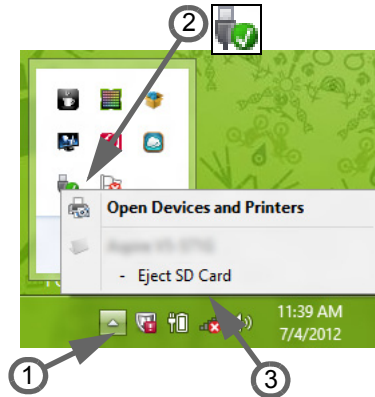 2
Open Devices and Printers
- Eject SD Card
11:39 AM
7/4/2012
1
3